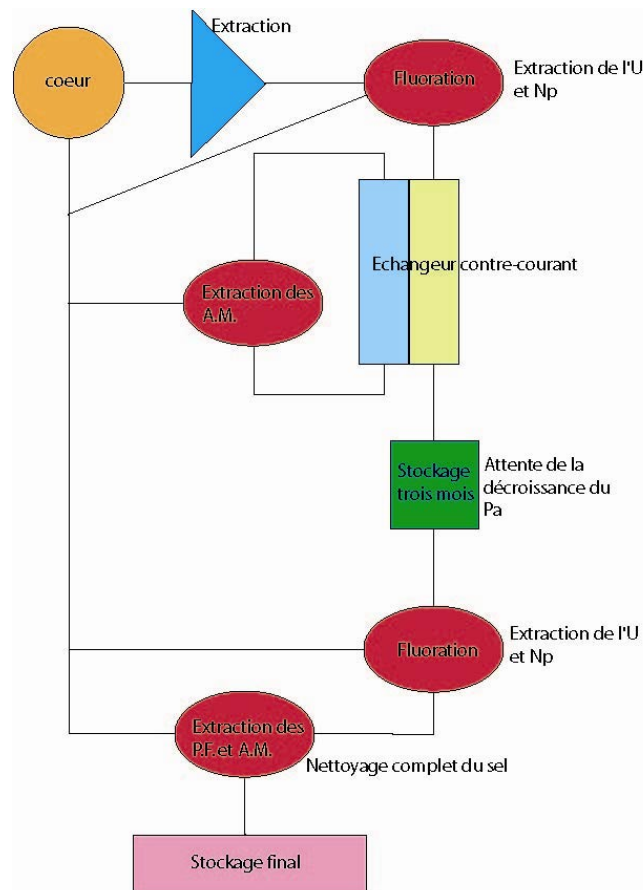 Extraction
coeur
Fluoration
Extraction de l'U
et Np
Echangeur contre-courant
Extraction des
A.M.
Stockage
trois mois
Attente de la
décroissance du
Pa
Fluoration
Extraction de l'U
et Np
Extraction des
P.F. et A.M.
Nettoyage complet du sel
Stockage final